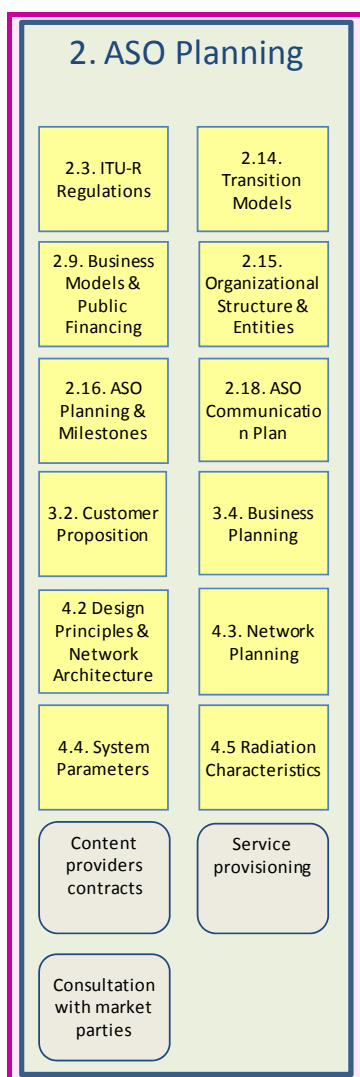 2. ASO Planning
2.3. ITU-R
Regulations
2.14.
Transition
Models
2.9. Business
Models &
Public
Financing
2.15.
Organizational
Structure &
Entities
2.16. ASO
Planning &
Milestones
2.18. ASO
Communicatio
n Plan
3.2. Customer
Proposition
3.4. Business
Planning
4.2 Design
Principles &
Network
Architecture
4.3. Network
Planning
4.4. System
Parameters
4.5 Radiation
Characteristics
Content
providers
contracts
Service
provisioning
Consultation
with market
parties